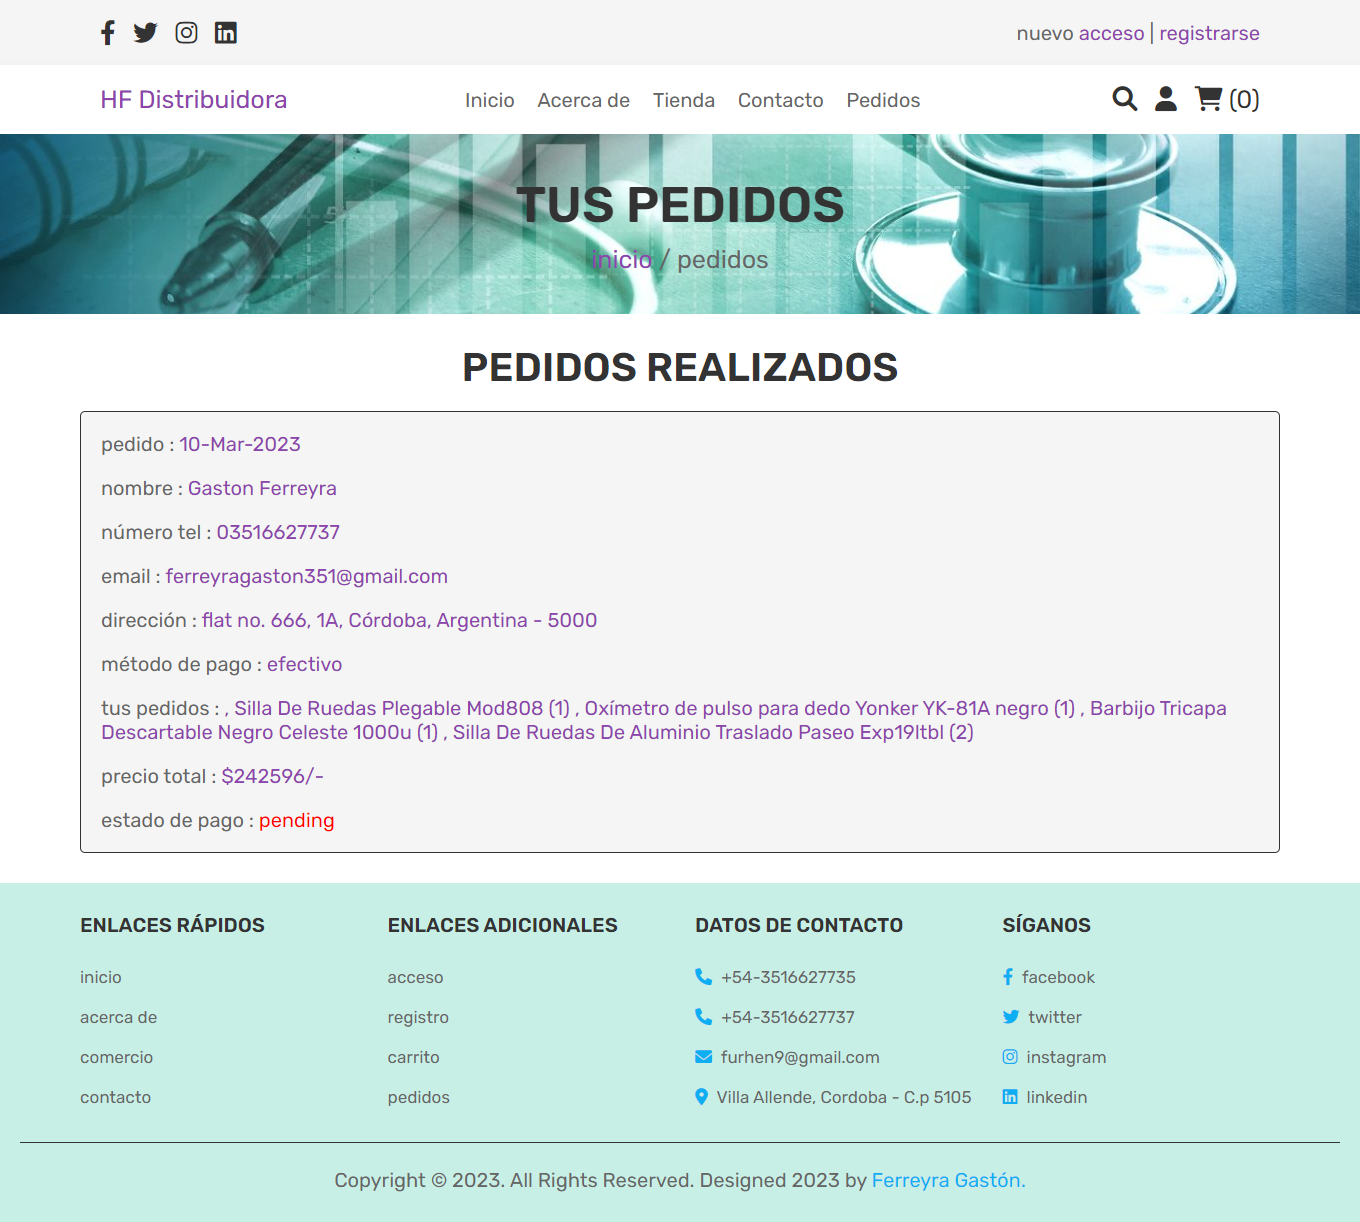 nuevo acceso | registrarse
HF Distribuidora
Inicio Acerca de Tienda Contacto Pedidos
(0)
TUS PEDIDOS
inicio / pedidos
PEDIDOS REALIZADOS
pedido : 10-Mar-2023
nombre : Gaston Ferreyra
número tel : 03516627737
email : ferreyragaston351@gmail.com
dirección : flat no. 666, 1A, Córdoba, Argentina - 5000
método de pago : efectivo
tus pedidos : , Silla De Ruedas Plegable Mod808 (1) , Oxímetro de pulso para dedo Yonker YK-81A negro (1) , Barbijo Tricapa
Descartable Negro Celeste 1000u (1) , Silla De Ruedas De Aluminio Traslado Paseo Exp19ltbl (2)
precio total : $242596/-
estado de pago : pending
ENLACES RÁPIDOS
inicio
acerca de
comercio
contacto
ENLACES ADICIONALES
acceso
registro
carrito
pedidos
DATOS DE CONTACTO
+54-3516627735
+54-3516627737
furhen9@gmail.com
Villa Allende, Cordoba - C.p 5105
SÍGANOS
facebook
twitter
instagram
linkedin
Copyright © 2023. All Rights Reserved. Designed 2023 by Ferreyra Gastón.